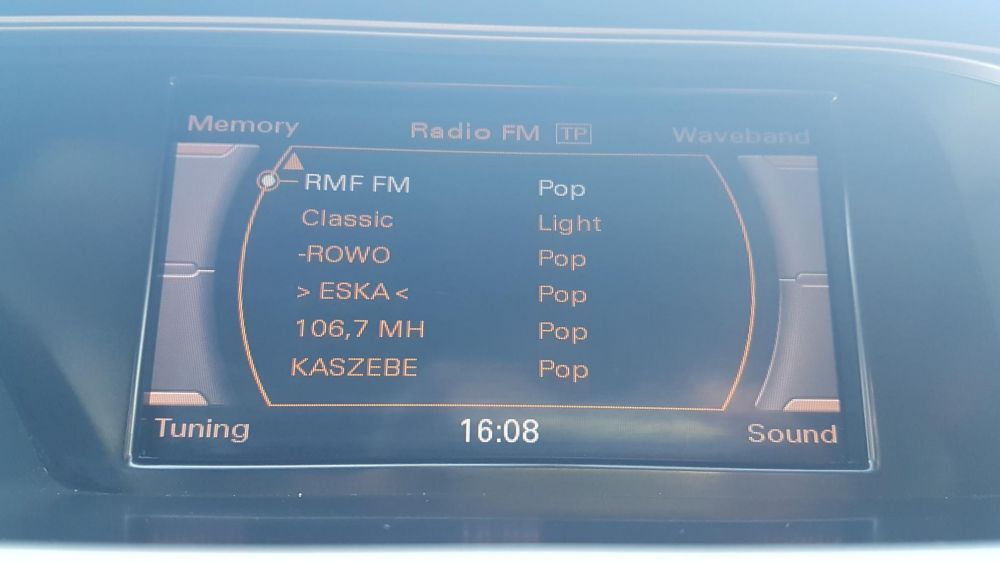 Memory Radio FM TP Waveband
RMF FM Pop
Classic Light
-ROWO Pop
> ESKA < Pop
106,7 MH Pop
KASZEBE Pop
Tuning 16:08 Sound